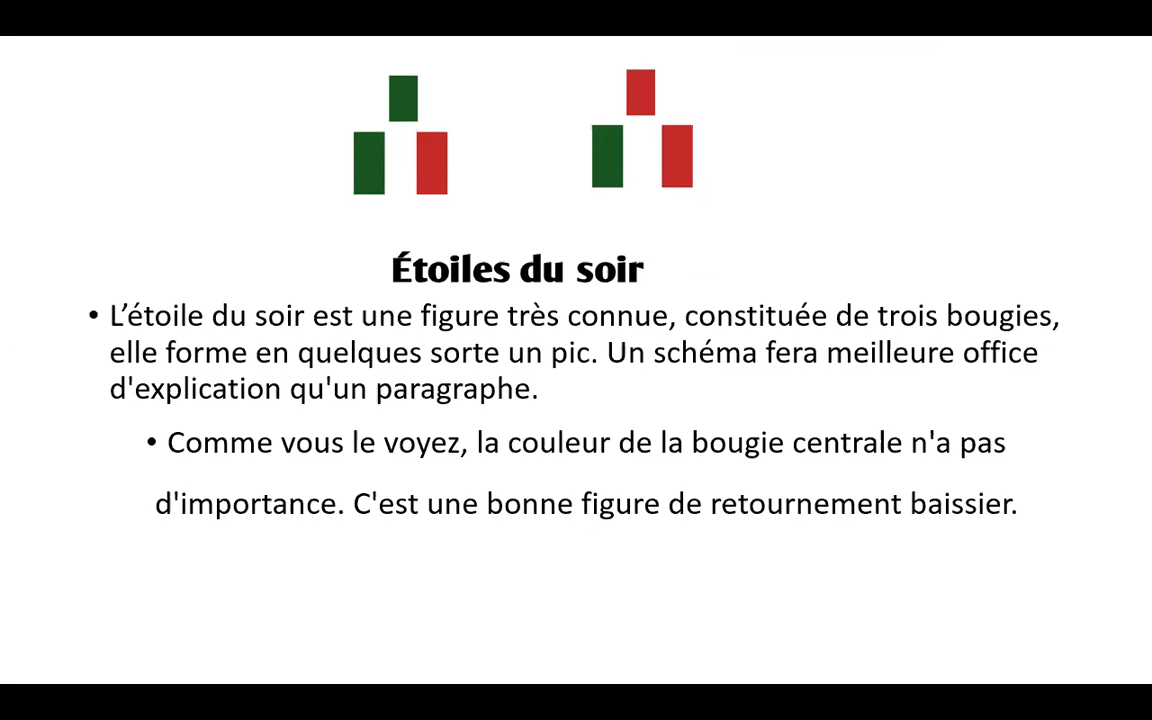 Étoiles du soir
• L’étoile du soir est une figure très connue, constituée de trois bougies,
elle forme en quelques sorte un pic. Un schéma fera meilleure office
d'explication qu'un paragraphe.
• Comme vous le voyez, la couleur de la bougie centrale n'a pas
d'importance. C'est une bonne figure de retournement baissier.